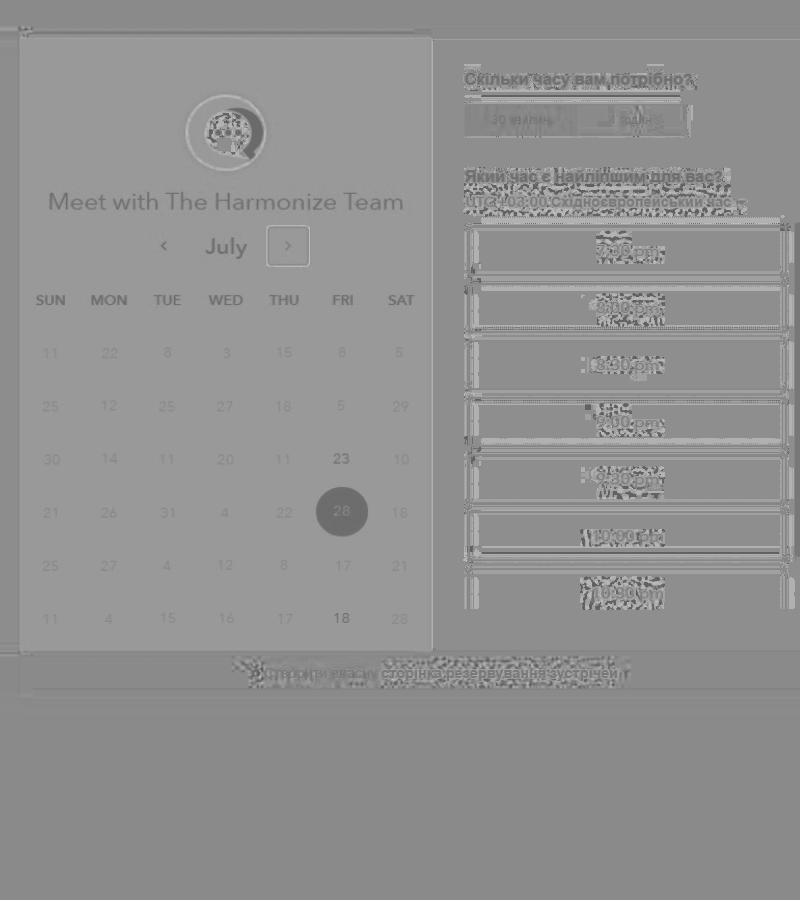 Meet with The Harmonize Team
July
SUN MON TUE WED THU FRI SAT
11 22 8 3 15 8 5
25 12 25 27 18 5 29
30 14 11 20 11 23 10
21 26 31 4 22 28 18
25 27 4 12 8 17 21
11 4 15 16 17 18 28
Скільки часу вам потрібно?
30 хвилин
Який час є найліпшим для вас?
UTC +03:00 Східноєвропейський час
7:30 pm
8:00 pm
8:30 pm
9:00 pm
9:30 pm
10:00 pm
10:30 pm
Створити власну сторінка резервування зустрічей